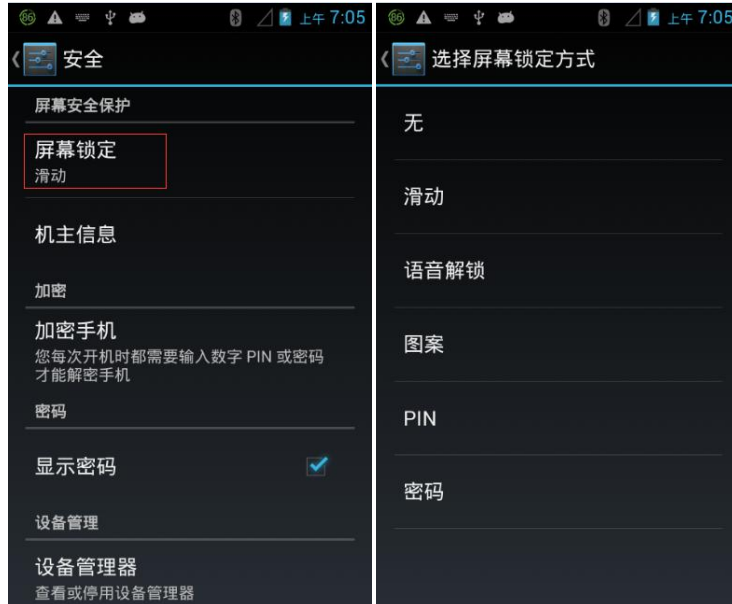 86
上午 7:05
安全
屏幕安全保护
屏幕锁定
滑动
机主信息
加密
加密手机
您每次开机时都需要输入数字 PIN 或密码
才能解密手机
密码
显示密码
设备管理
设备管理器
查看或停用设备管理器
86
上午 7:05
选择屏幕锁定方式
无
滑动
语音解锁
图案
PIN
密码